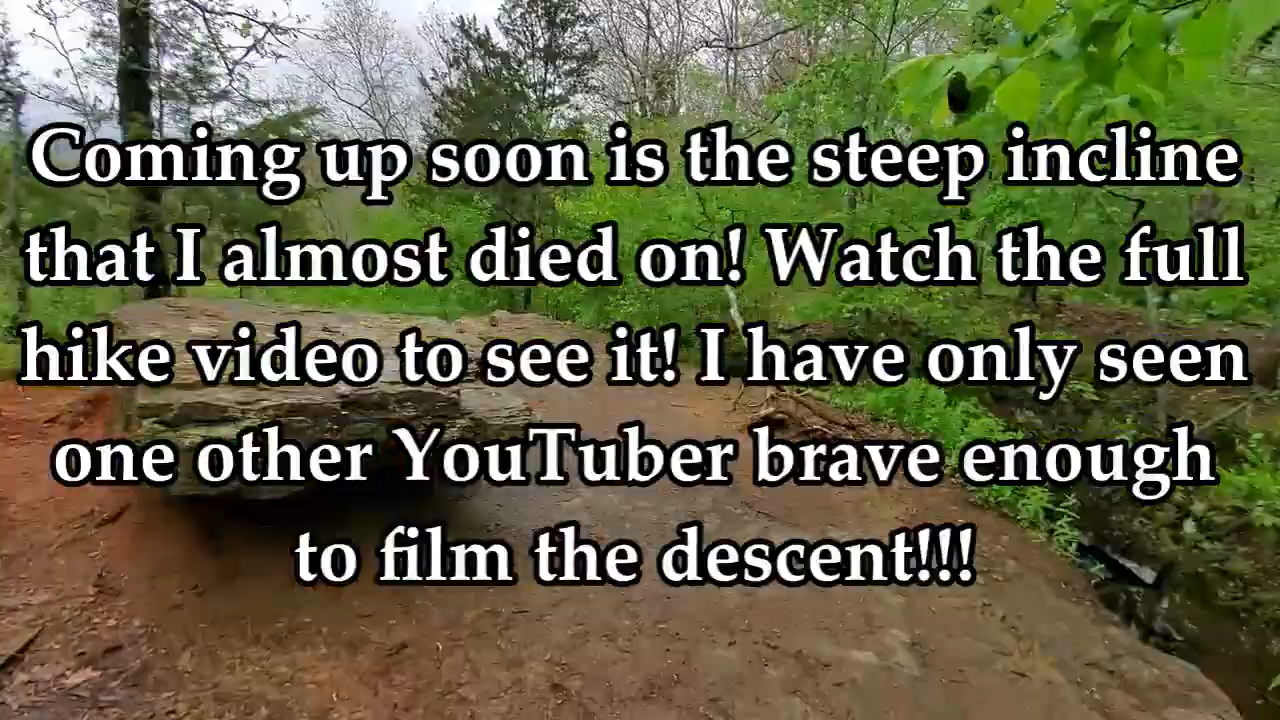 Coming up soon is the steep incline
that I almost died on! Watch the full
hike video to see it! I have only seen
one other YouTuber brave enough
to film the descent!!!